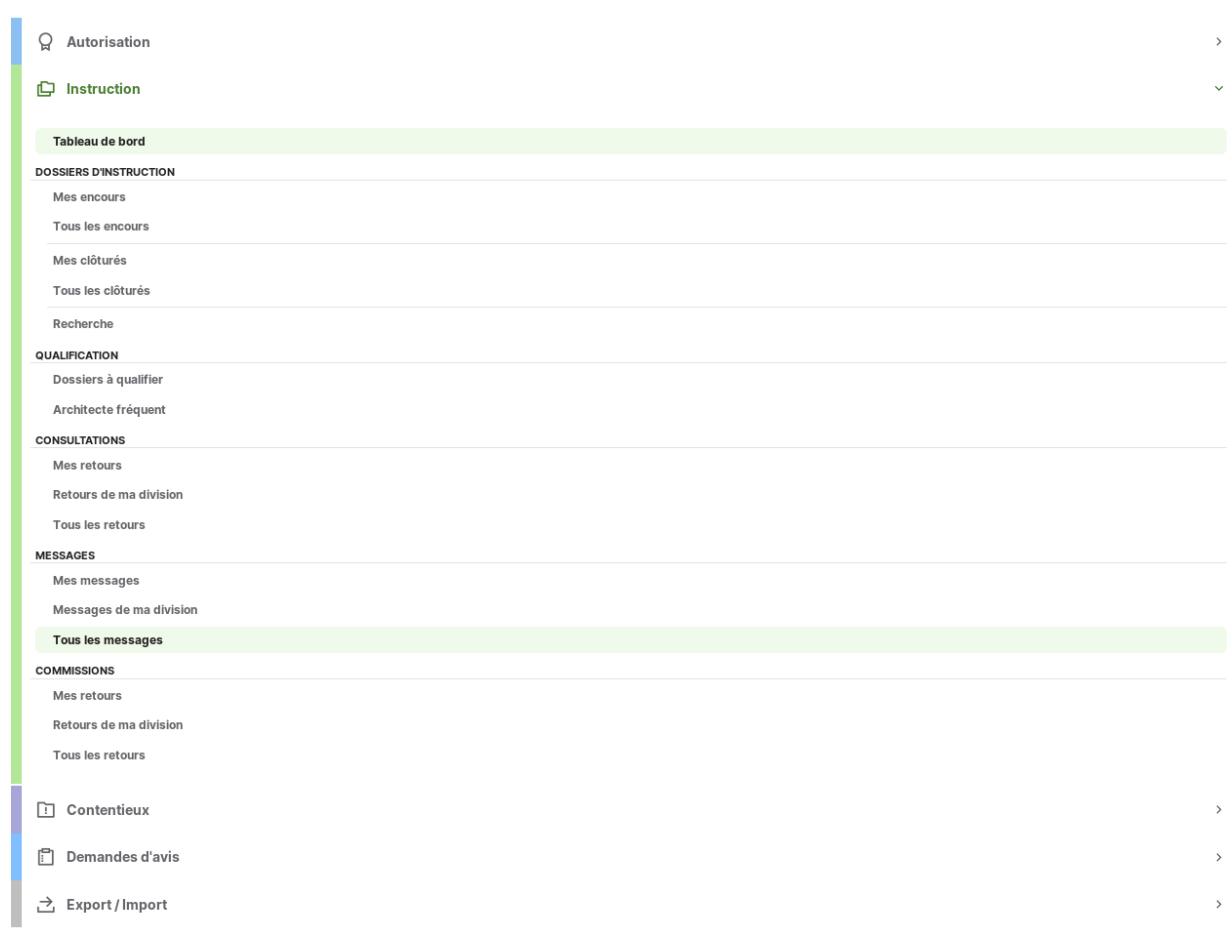 Autorisation
Instruction
Tableau de bord
DOSSIERS D'INSTRUCTION
Mes encours
Tous les encours
Mes clôturés
Tous les clôturés
Recherche
QUALIFICATION
Dossiers à qualifier
Architecte fréquent
CONSULTATIONS
Mes retours
Retours de ma division
Tous les retours
MESSAGES
Mes messages
Messages de ma division
Tous les messages
COMMISSIONS
Mes retours
Retours de ma division
Tous les retours
Contentieux
Demandes d'avis
Export / Import